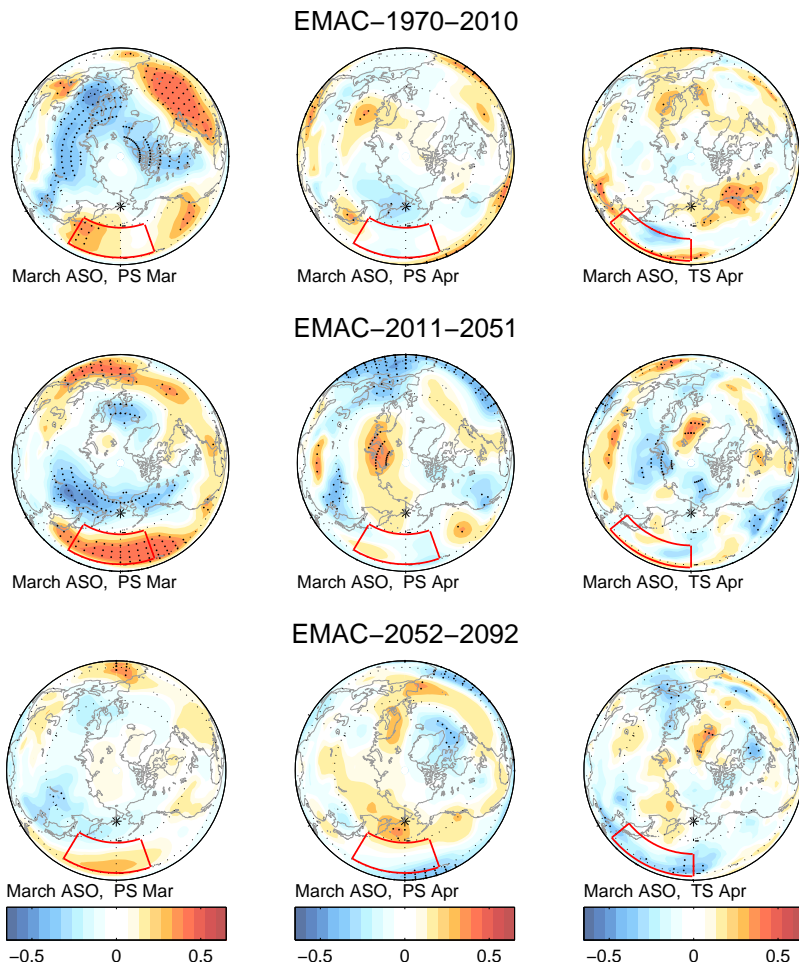 EMAC−1970−2010
March ASO, PS Mar
March ASO, PS Apr
March ASO, TS Apr
EMAC−2011−2051
March ASO, PS Mar
March ASO, PS Apr
March ASO, TS Apr
EMAC−2052−2092
March ASO, PS Mar
March ASO, PS Apr
March ASO, TS Apr
−0.5 0 0.5
−0.5 0 0.5
−0.5 0 0.5